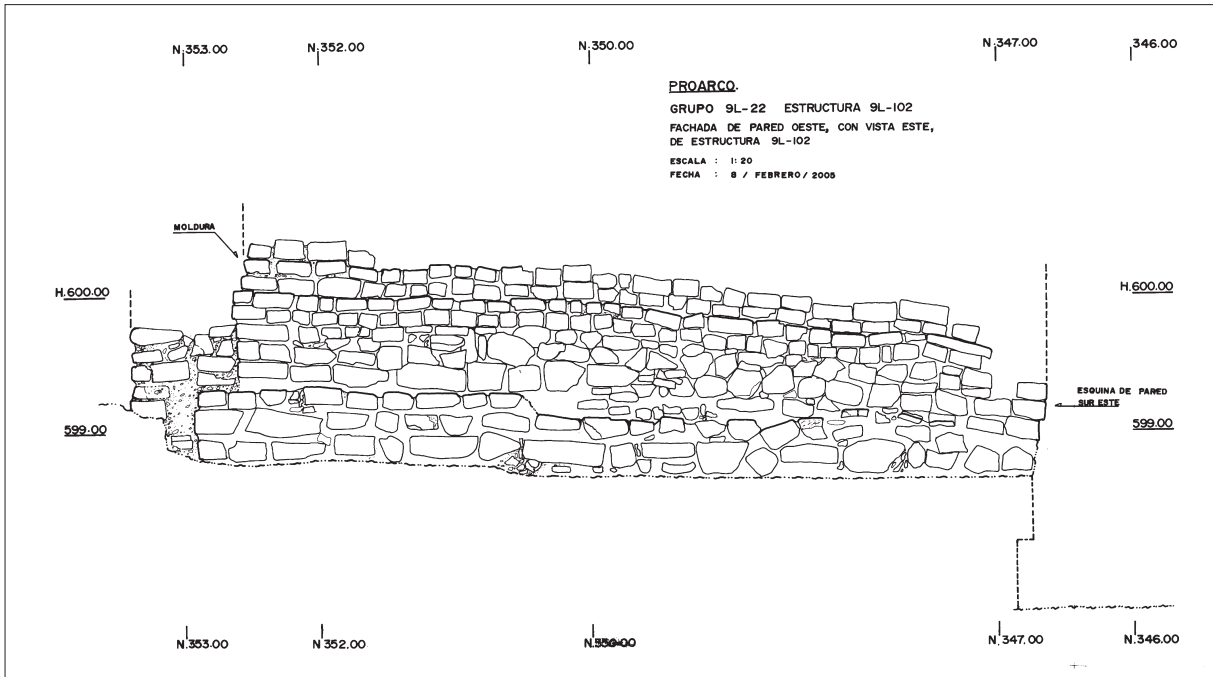 N.353.00 N.352.00 N.350.00 N.347.00 346.00
PROARCO.
GRUPO 9L-22 ESTRUCTURA 9L-102
FACHADA DE PARED OESTE, CON VISTA ESTE,
DE ESTRUCTURA 9L-102
ESCALA : 1:20
FECHA : 8 / FEBRERO / 2005
MOLDURA
H.600.00 H.600.00
ESQUINA DE PARED
SUR ESTE
599.00 599.00
N.353.00 N.352.00 N.347.00 N.346.00